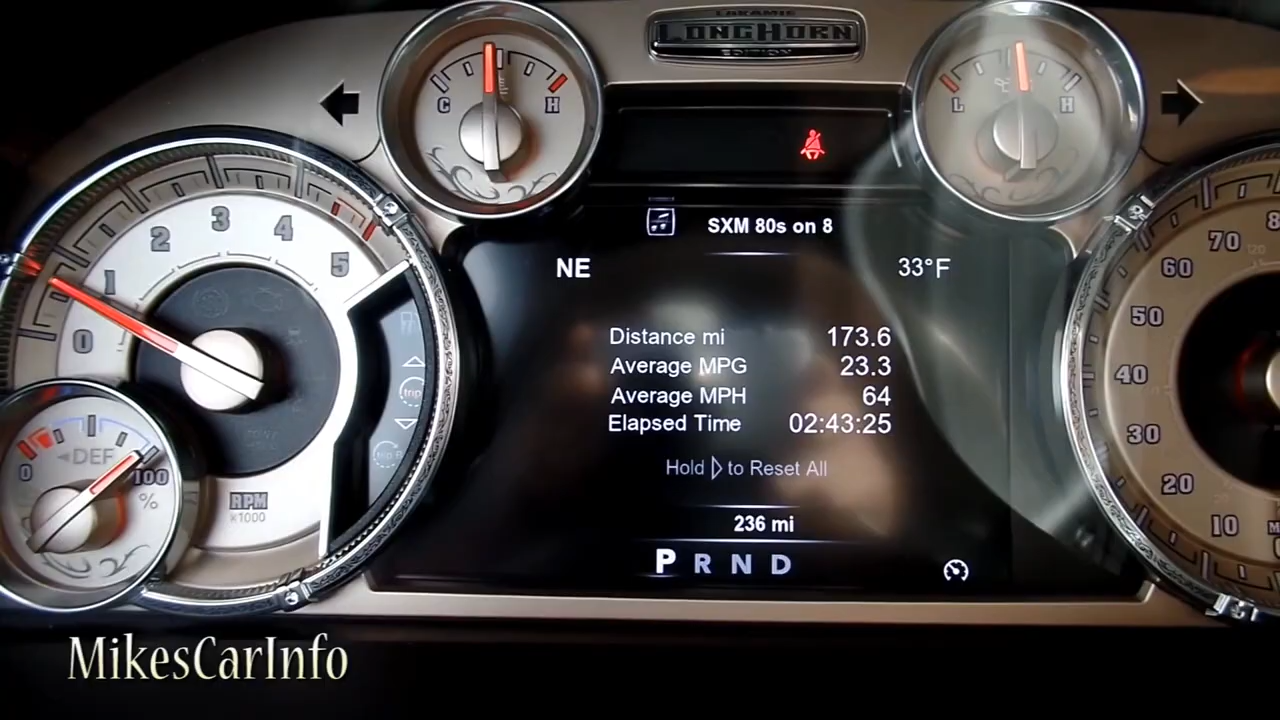 LARAMIE
LONGHORN
EDITION
C
H
L
H
SXM 80s on 8
NE
33°F
0
1
2
3
4
5
RPM
X1000
trip
Distance mi 173.6
Average MPG 23.3
Average MPH 64
Elapsed Time 02:43:25
Hold to Reset All
236 mi
P R N D
0
DEF
100
%
10
20
30
40
50
60
70
8
MikesCarInfo